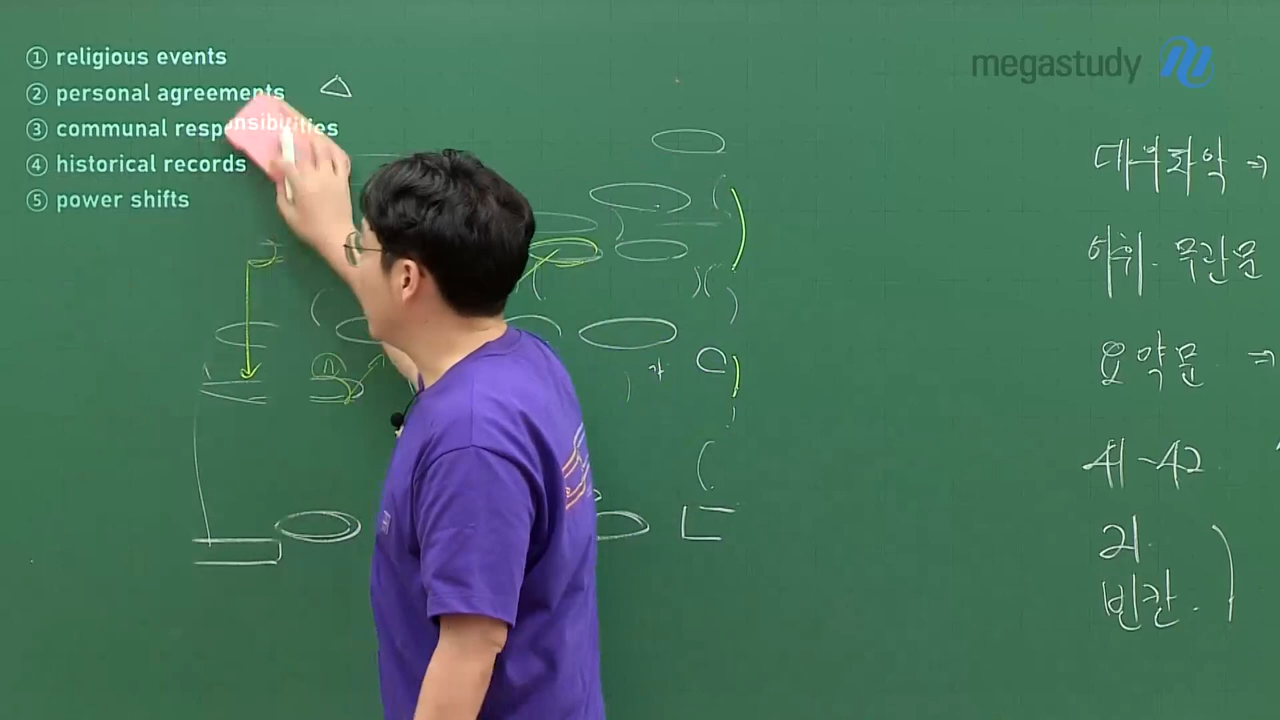 ① religious events
② personal agreements
③ communal responsibilities
④ historical records
⑤ power shifts
megastudy
대의파악 ⇒
어휘. 무관문
요약문 ⇒
41-42
괴
빈칸.